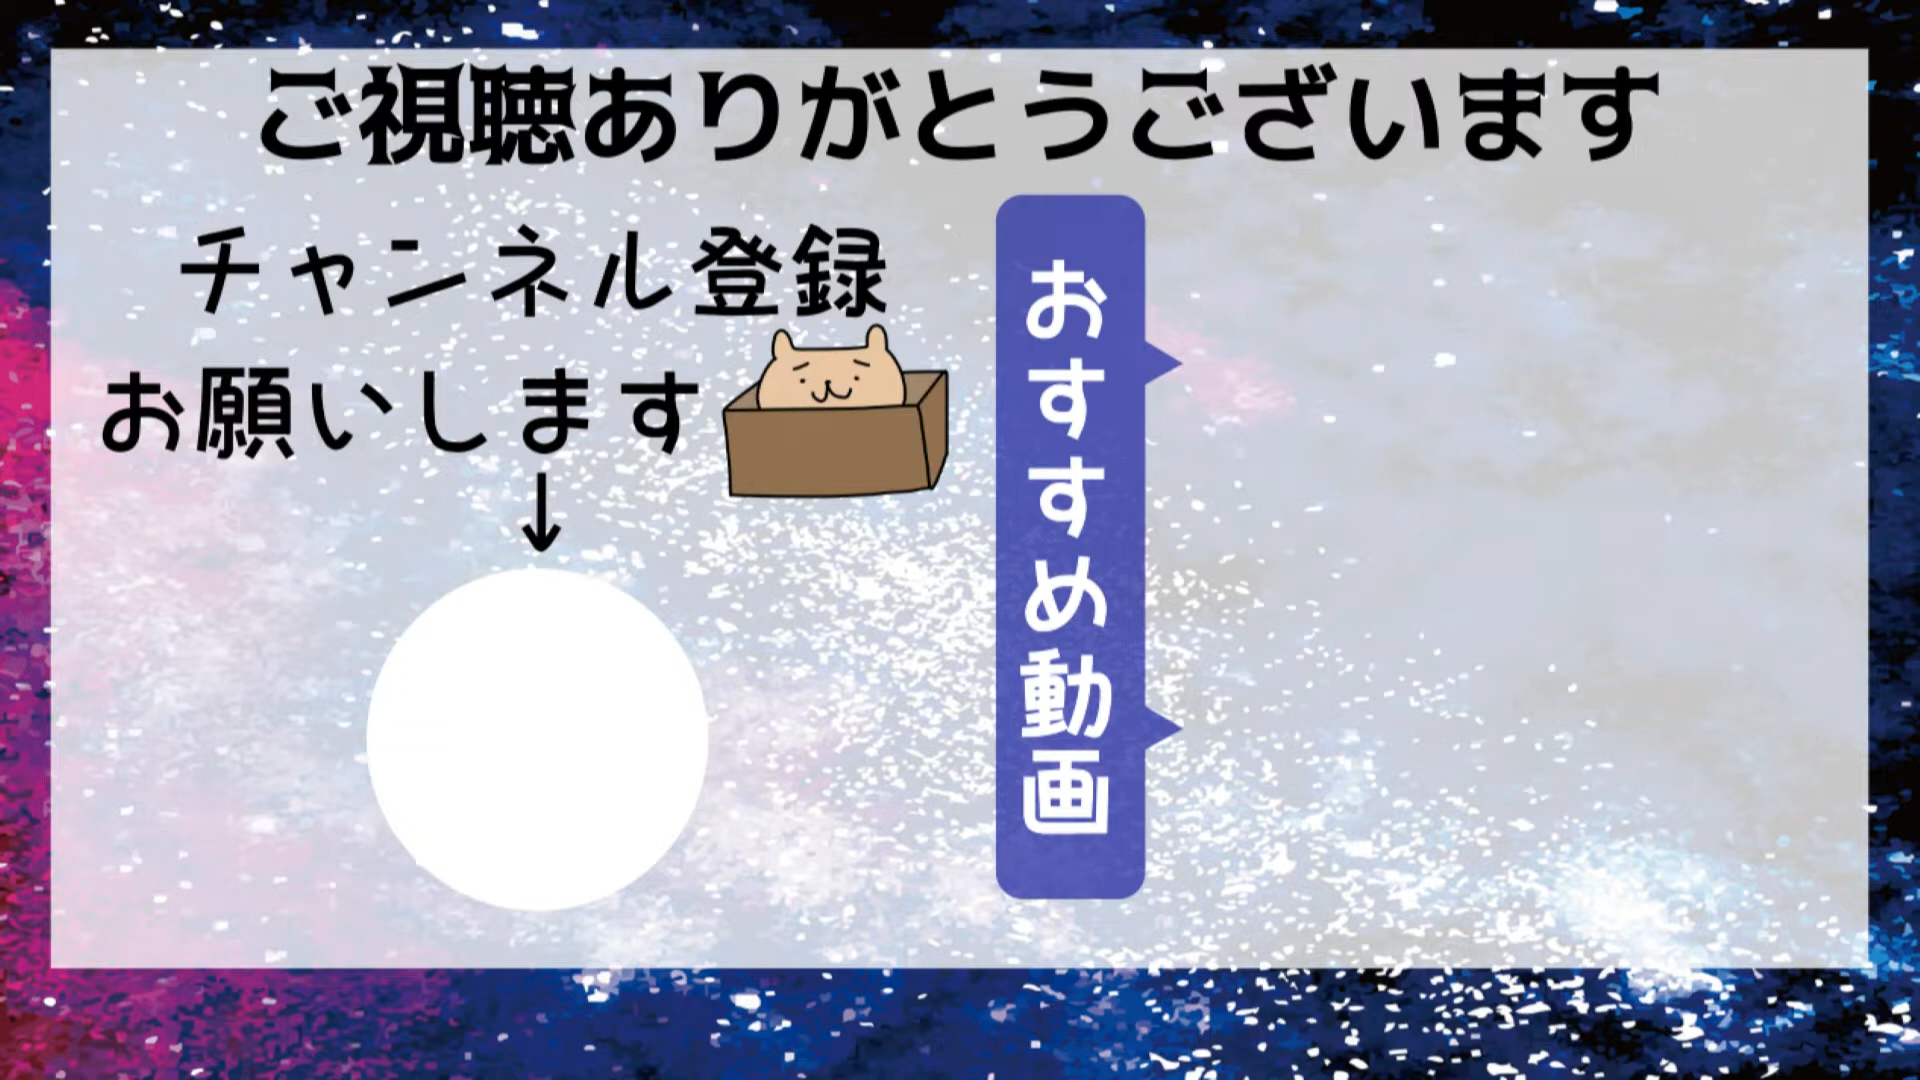 ご視聴ありがとうございます
チャンネル登録
お願いします
↓
おすすめ動画